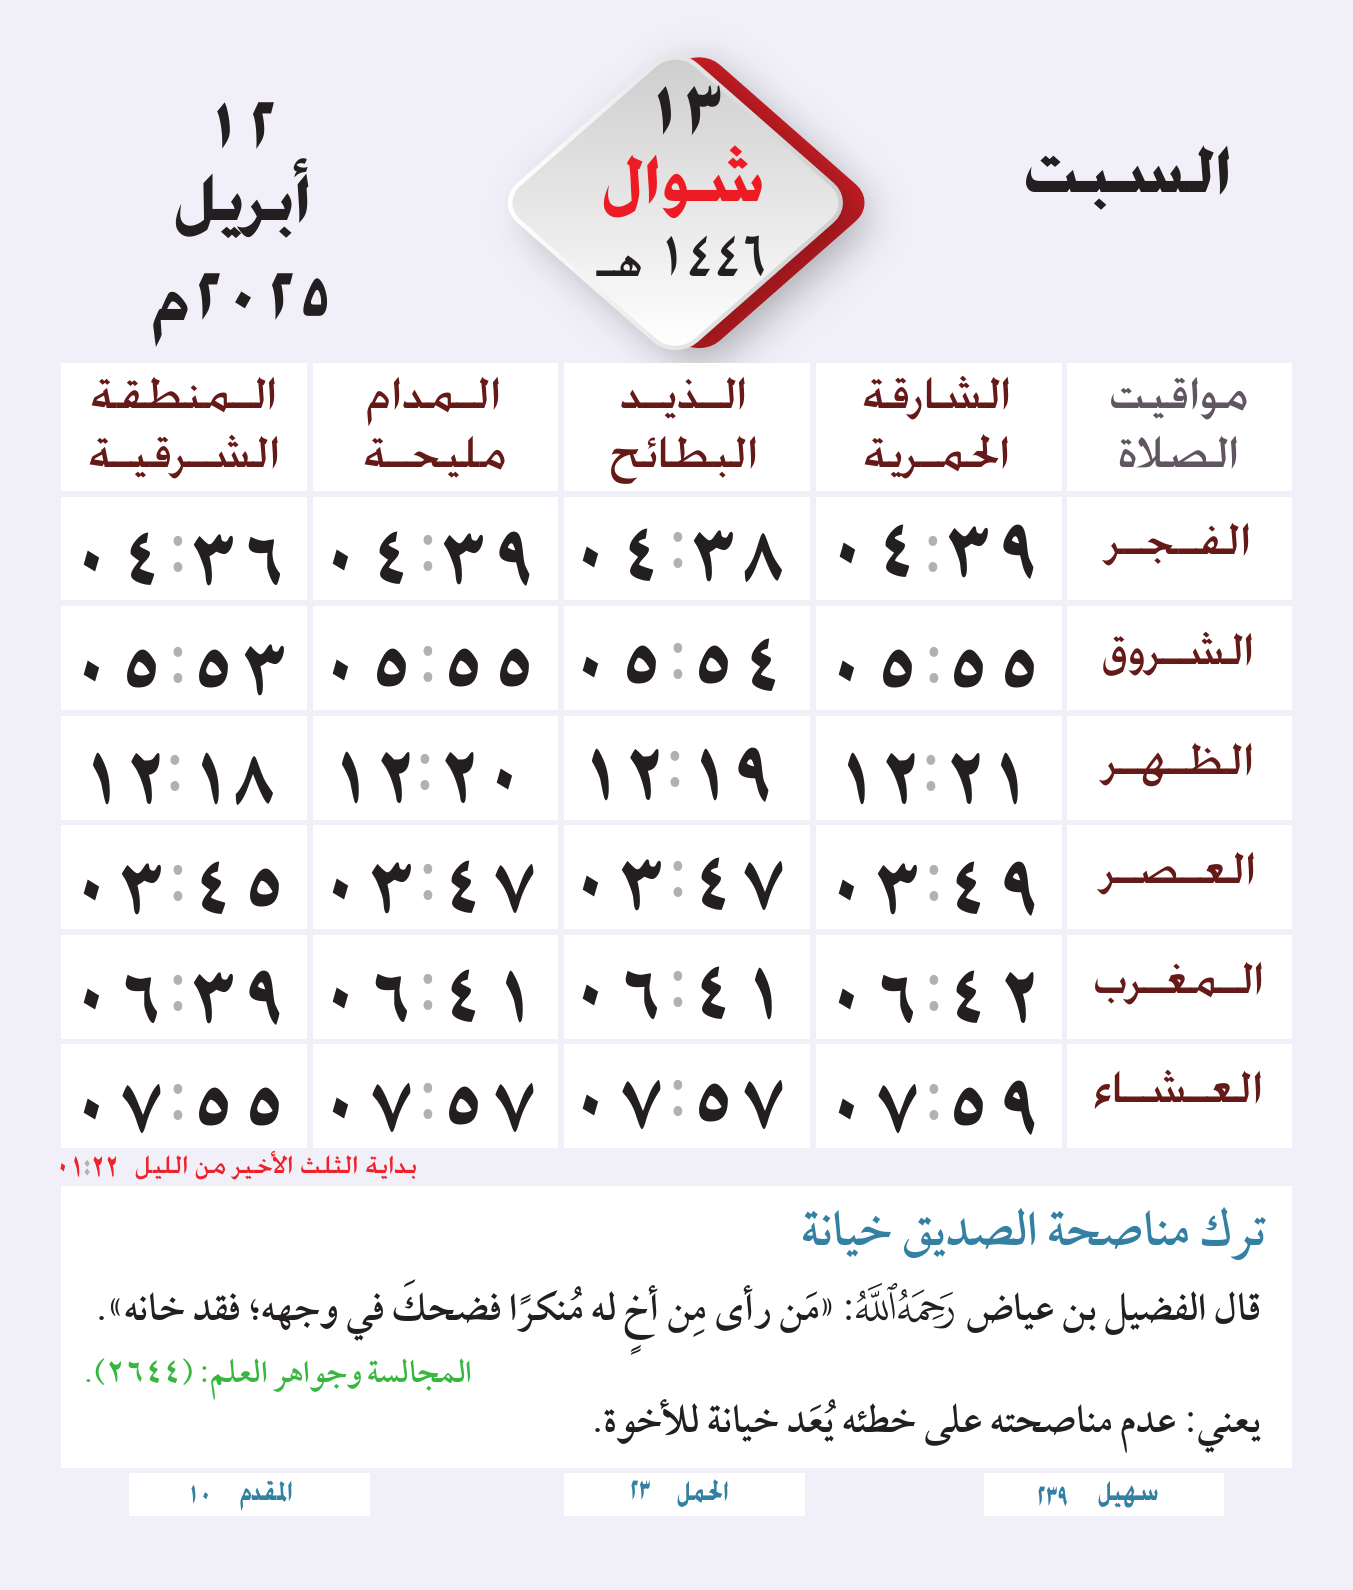 السبت
١٣
شوال
١٤٤٦ هـ
١٢
أبريل
٢٠٢٥م
مواقيت الصلاة
الشارقة الحمرية
الذيد البطائح
المدام مليحة
المنطقة الشرقية
الفجر ٠٤:٣٩ ٠٤:٣٨ ٠٤:٣٩ ٠٤:٣٦
الشروق ٠٥:٥٥ ٠٥:٥٤ ٠٥:٥٥ ٠٥:٥٣
الظهر ١٢:٢١ ١٢:١٩ ١٢:٢٠ ١٢:١٨
العصر ٠٣:٤٩ ٠٣:٤٧ ٠٣:٤٧ ٠٣:٤٥
المغرب ٠٦:٤٢ ٠٦:٤١ ٠٦:٤١ ٠٦:٣٩
العشاء ٠٧:٥٩ ٠٧:٥٧ ٠٧:٥٧ ٠٧:٥٥
بداية الثلث الأخير من الليل ٠١:٢٢
ترك مناصحة الصديق خيانة
قال الفضيل بن عياض رَحِمَهُ ٱللَّهُ: «مَن رأى مِن أخٍ له مُنكرًا فضحكَ في وجهه؛ فقد خانه».
المجالسة وجواهر العلم: (٢٦٤٤).
يعني: عدم مناصحته على خطئه يُعَد خيانة للأخوة.
سهيل ٢٣٩
الحمل ٢٣
المقدم ١٠